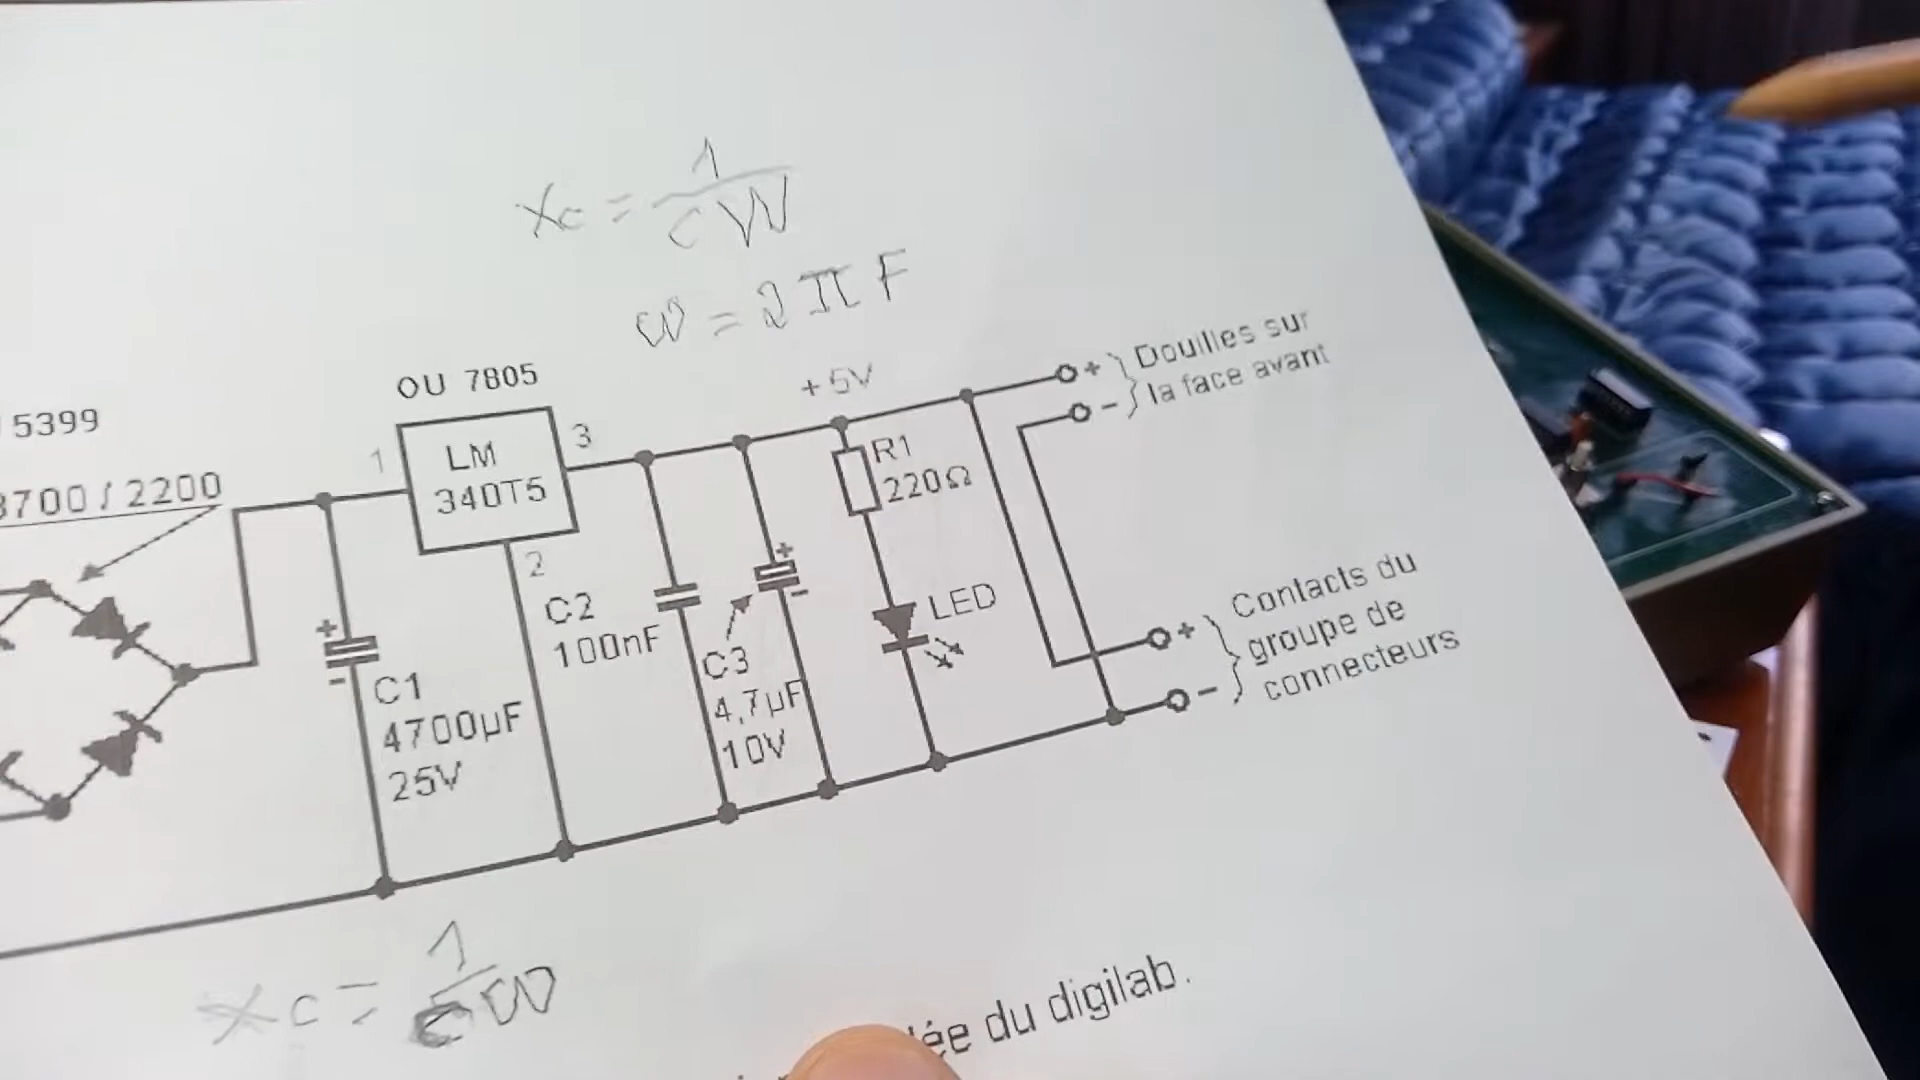 Xc = 1/CW
W = 2πF
OU 7805
+5V
+ Douilles sur
- la face avant
5399
3700 / 2200
1
LM
340T5
3
2
R1
220Ω
+
-
C1
4700µF
25V
C2
100nF
+
-
C3
4,7µF
10V
LED
+
-
Contacts du
groupe de
connecteurs
Xc = 1/CW
ée du digilab.